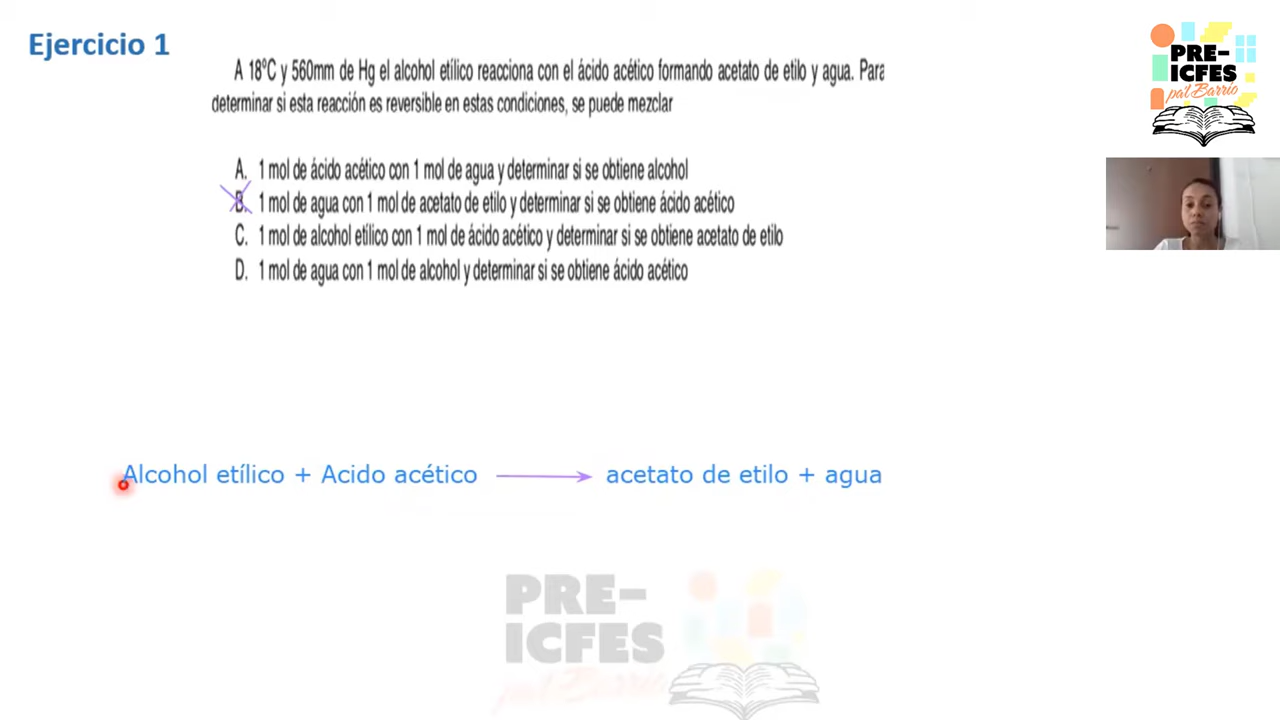 Ejercicio 1
A 18°C y 560mm de Hg el alcohol etílico reacciona con el ácido acético formando acetato de etilo y agua. Para
determinar si esta reacción es reversible en estas condiciones, se puede mezclar
A. 1 mol de ácido acético con 1 mol de agua y determinar si se obtiene alcohol
B. 1 mol de agua con 1 mol de acetato de etilo y determinar si se obtiene ácido acético
C. 1 mol de alcohol etílico con 1 mol de ácido acético y determinar si se obtiene acetato de etilo
D. 1 mol de agua con 1 mol de alcohol y determinar si se obtiene ácido acético
Alcohol etílico + Acido acético → acetato de etilo + agua
PRE-
ICFES
pa'l Barrio
PRE-
ICFES
pa'l Barrio